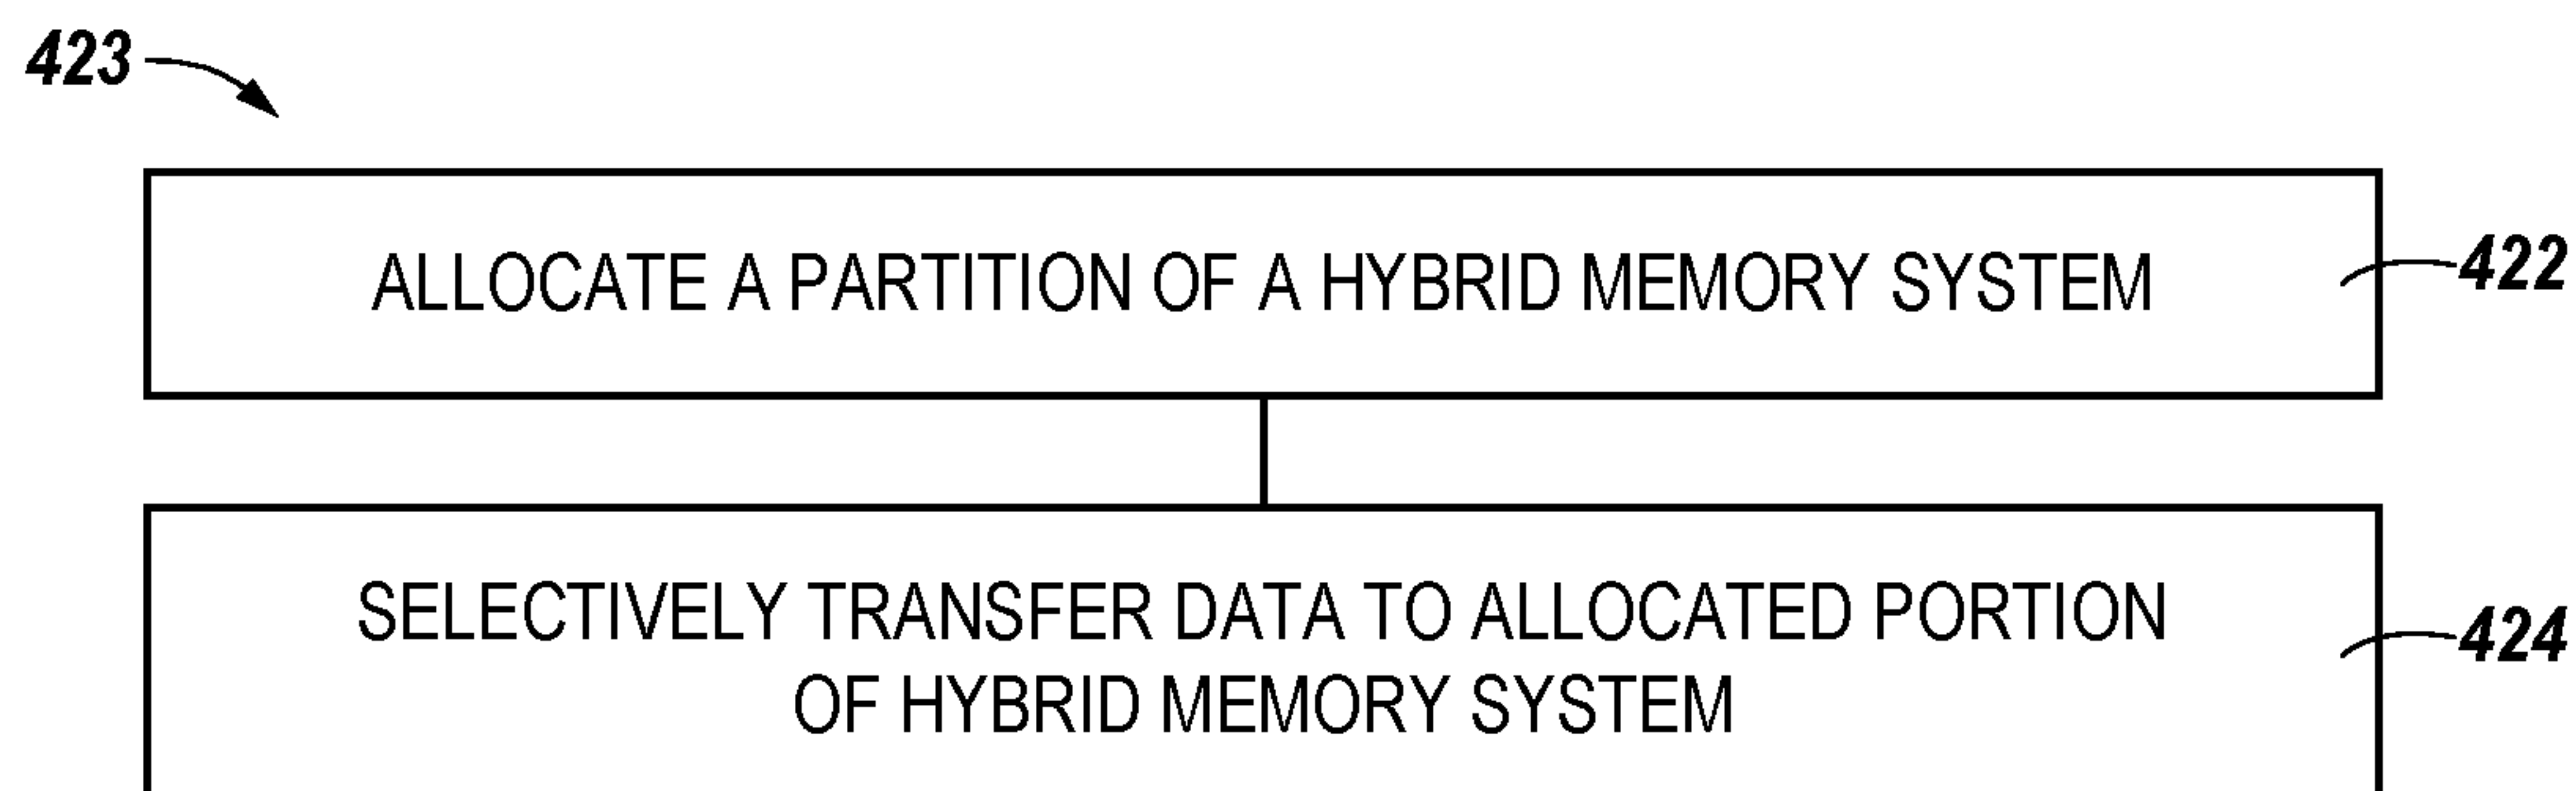 423
ALLOCATE A PARTITION OF A HYBRID MEMORY SYSTEM
422
SELECTIVELY TRANSFER DATA TO ALLOCATED PORTION
OF HYBRID MEMORY SYSTEM
424